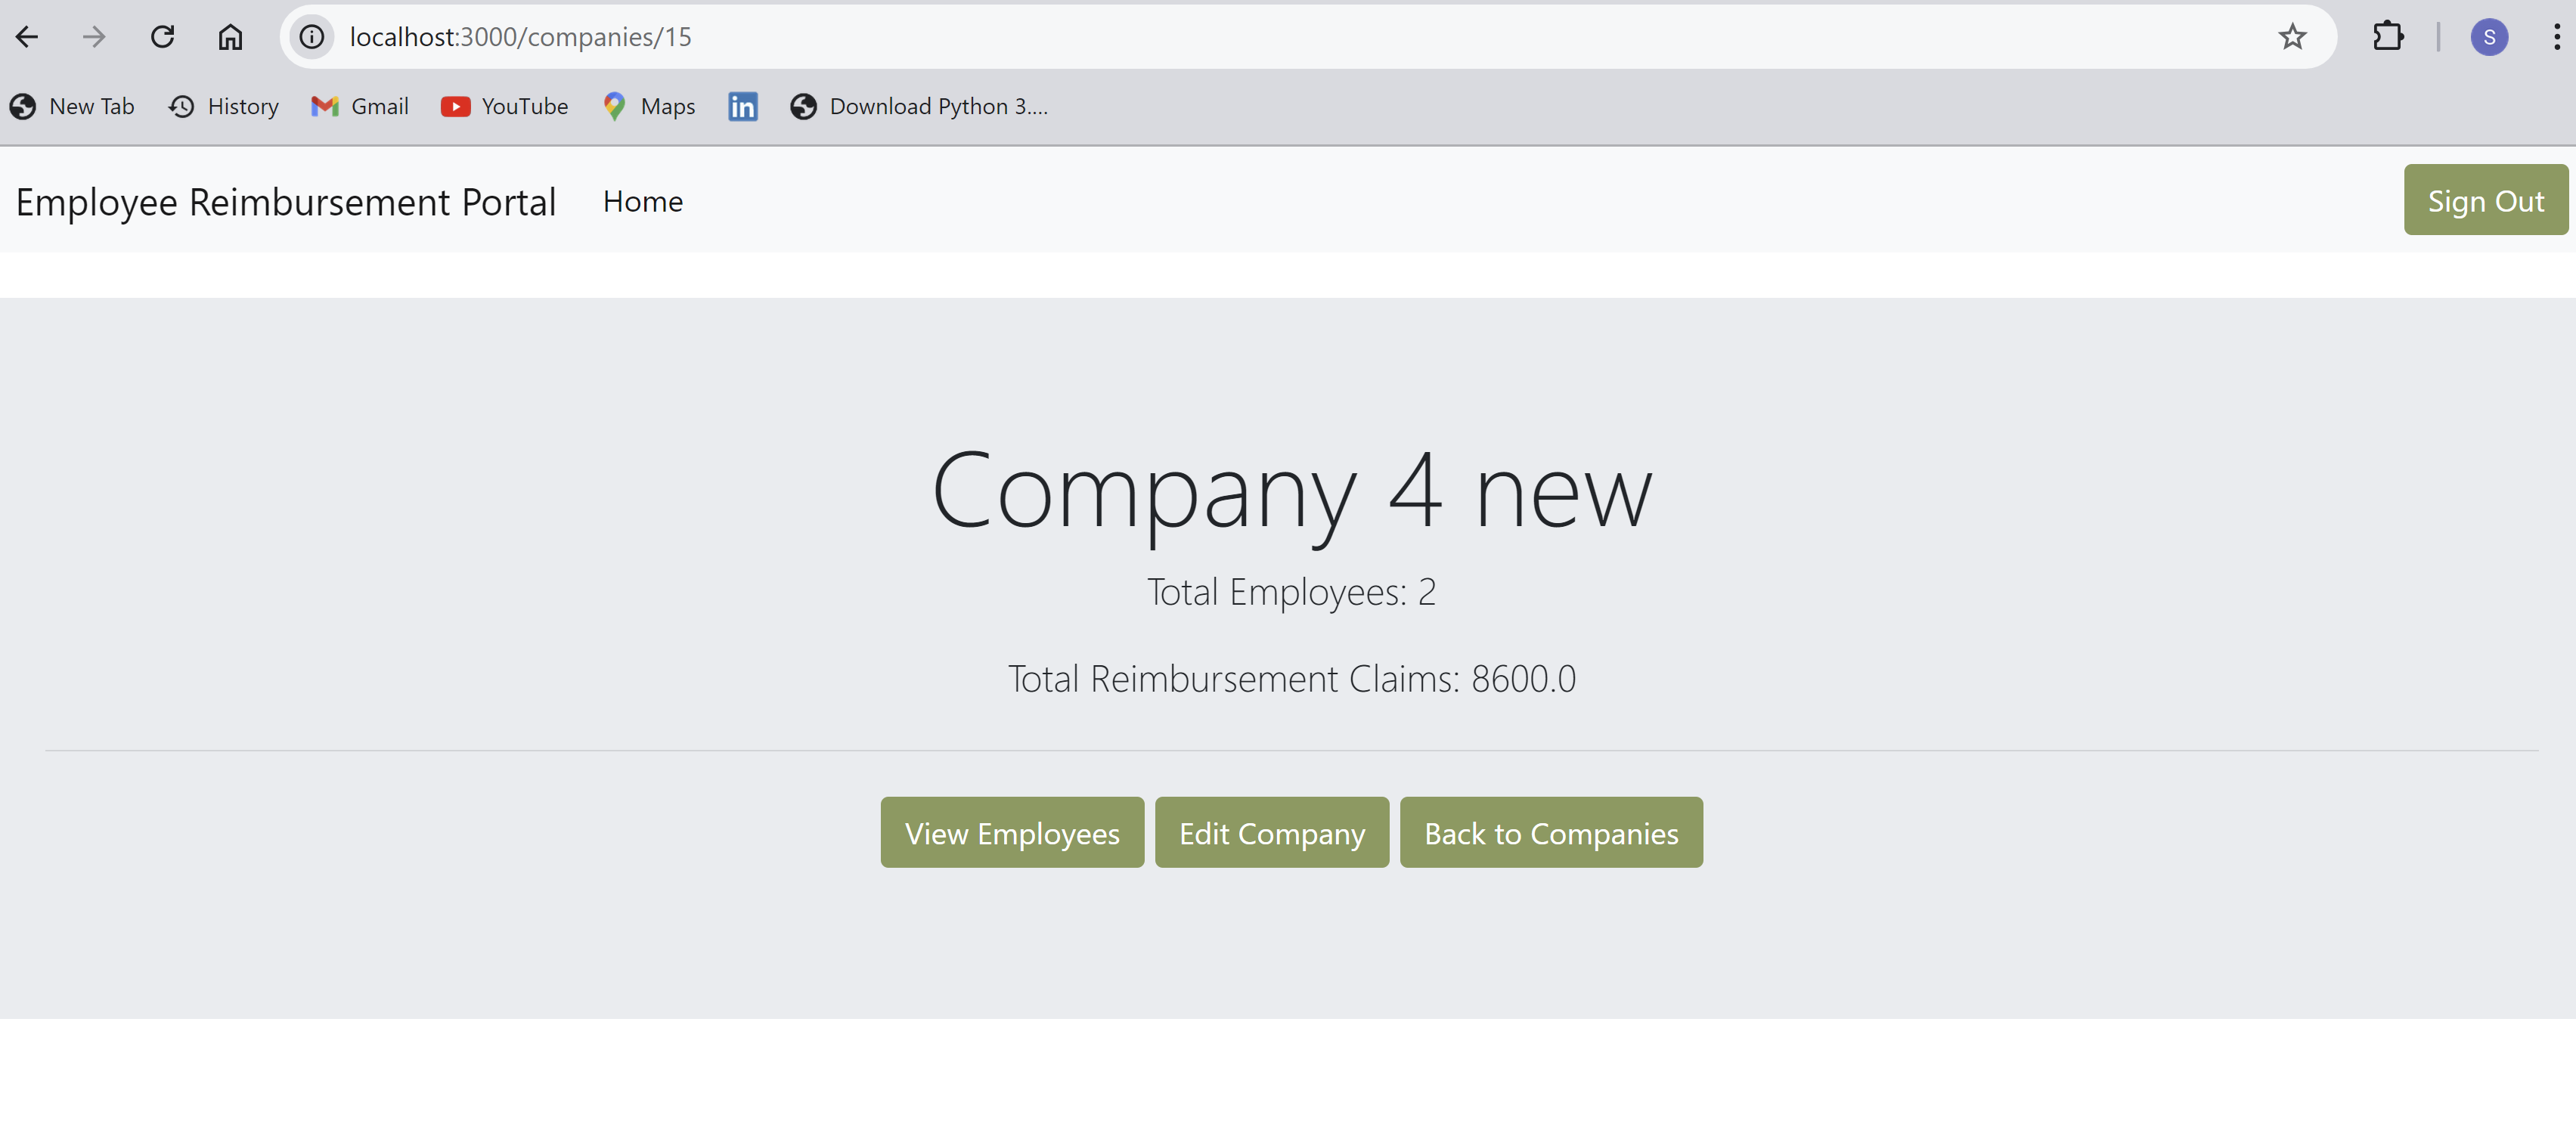 localhost:3000/companies/15
S
New Tab History Gmail YouTube Maps in Download Python 3....
Employee Reimbursement Portal Home Sign Out
Company 4 new
Total Employees: 2
Total Reimbursement Claims: 8600.0
View Employees Edit Company Back to Companies